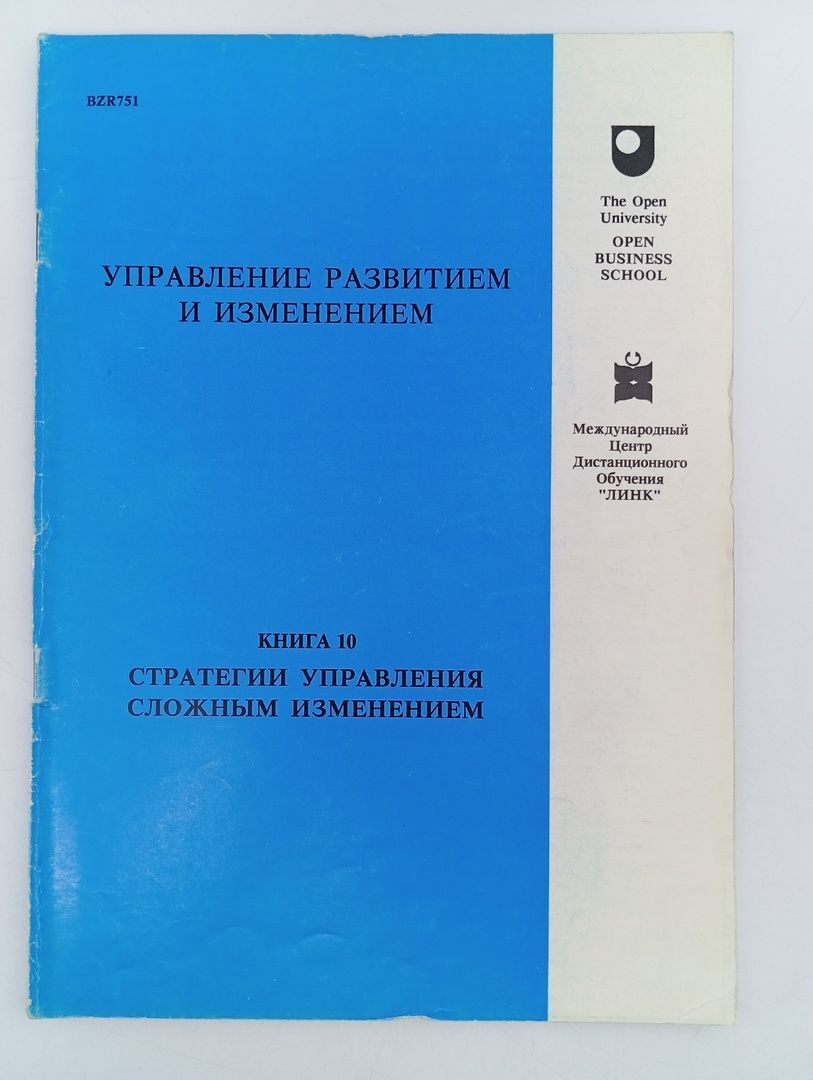 BZR751
УПРАВЛЕНИЕ РАЗВИТИЕМ
И ИЗМЕНЕНИЕМ
КНИГА 10
СТРАТЕГИИ УПРАВЛЕНИЯ
СЛОЖНЫМ ИЗМЕНЕНИЕМ
The Open
University
OPEN
BUSINESS
SCHOOL
Международный
Центр
Дистанционного
Обучения
"ЛИНК"